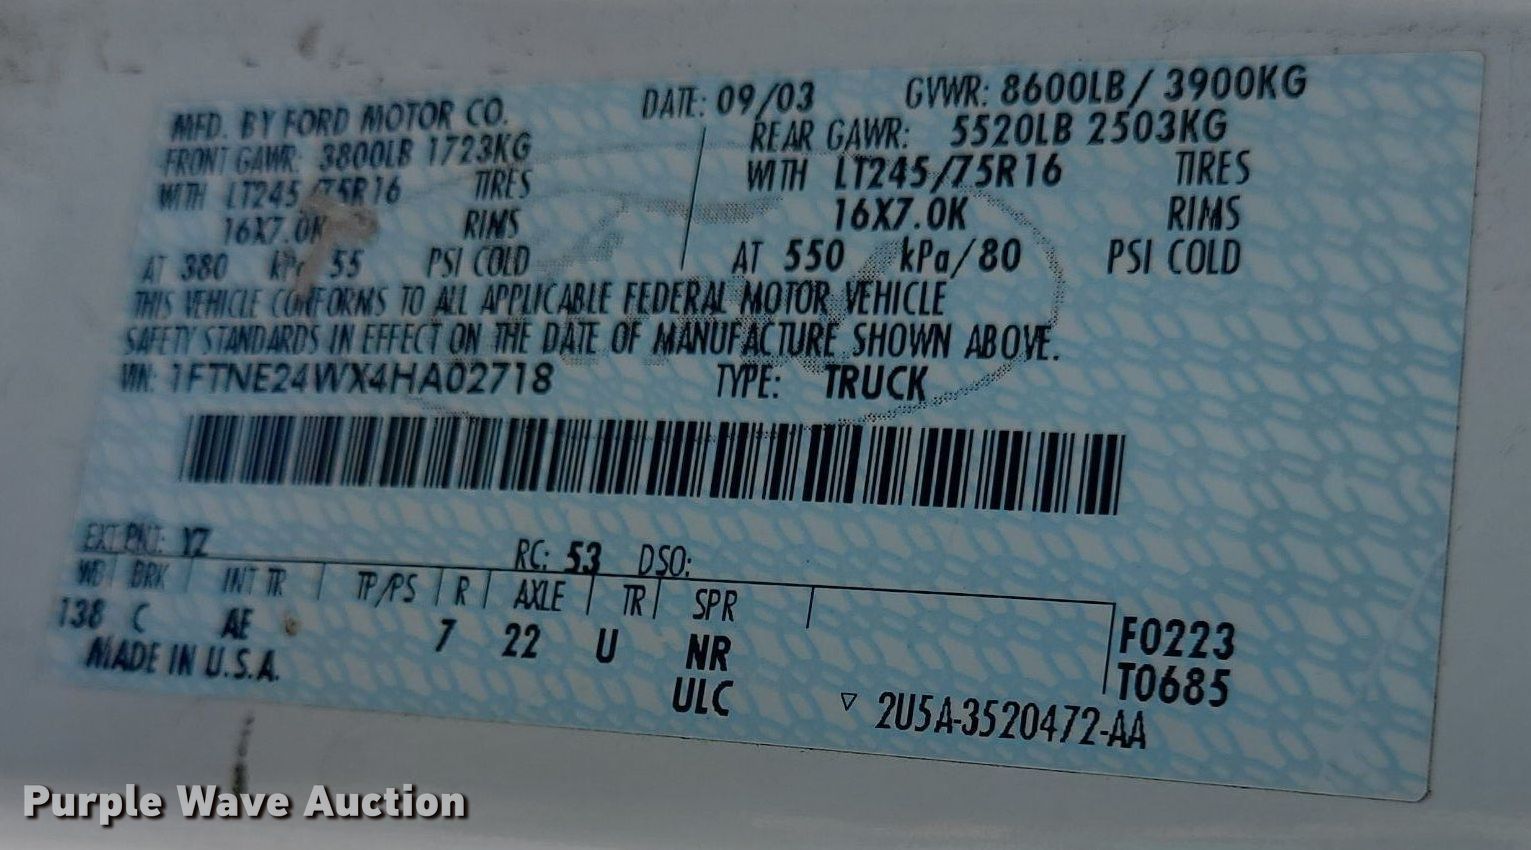 MFD. BY FORD MOTOR CO. DATE: 09/03 GVWR: 8600LB / 3900KG
FRONT GAWR: 3800LB 1723KG REAR GAWR: 5520LB 2503KG
WITH LT245/75R16 TIRES WITH LT245/75R16 TIRES
16X7.0K RIMS 16X7.0K RIMS
AT 380 kPa 55 PSI COLD AT 550 kPa/80 PSI COLD
THIS VEHICLE CONFORMS TO ALL APPLICABLE FEDERAL MOTOR VEHICLE
SAFETY STANDARDS IN EFFECT ON THE DATE OF MANUFACTURE SHOWN ABOVE.
VIN: 1FTNE24WX4HA02718 TYPE: TRUCK
EXT PNT: YZ RC: 53 DSO:
WB BRK INT TR TP/PS R AXLE TR SPR
138 C AE 7 22 U NR F0223
MADE IN U.S.A. ULC T0685
▽ 2U5A-3520472-AA
Purple Wave Auction